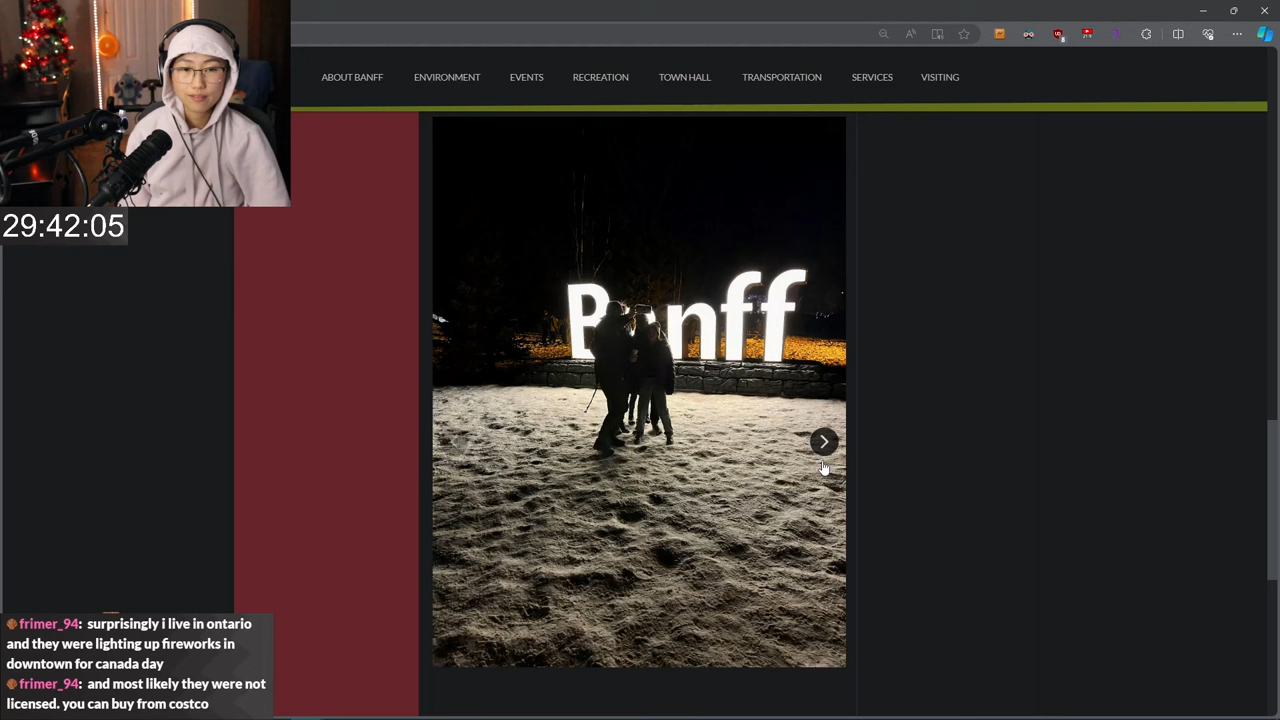 ABOUT BANFF ENVIRONMENT EVENTS RECREATION TOWN HALL TRANSPORTATION SERVICES VISITING
29:42:05
Banff
frimer_94: surprisingly i live in ontario
and they were lighting up fireworks in
downtown for canada day
frimer_94: and most likely they were not
licensed. you can buy from costco